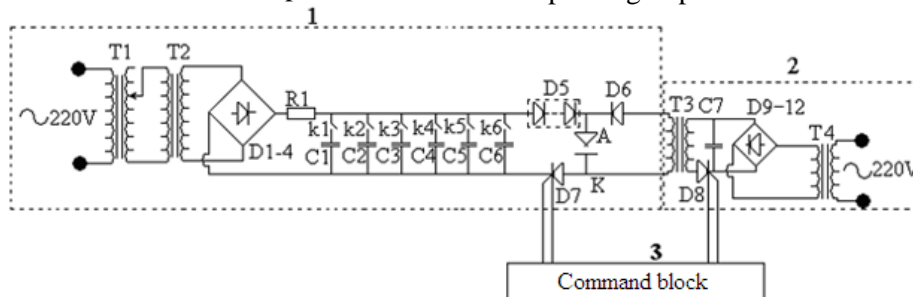 1
2
T1 T2 D5 D6 T3 C7 D9-12
R1 T4
~220V k1 k2 k3 k4 k5 k6 A ~220V
D1-4 C1 C2 C3 C4 C5 C6
K D8
D7
3
Command block